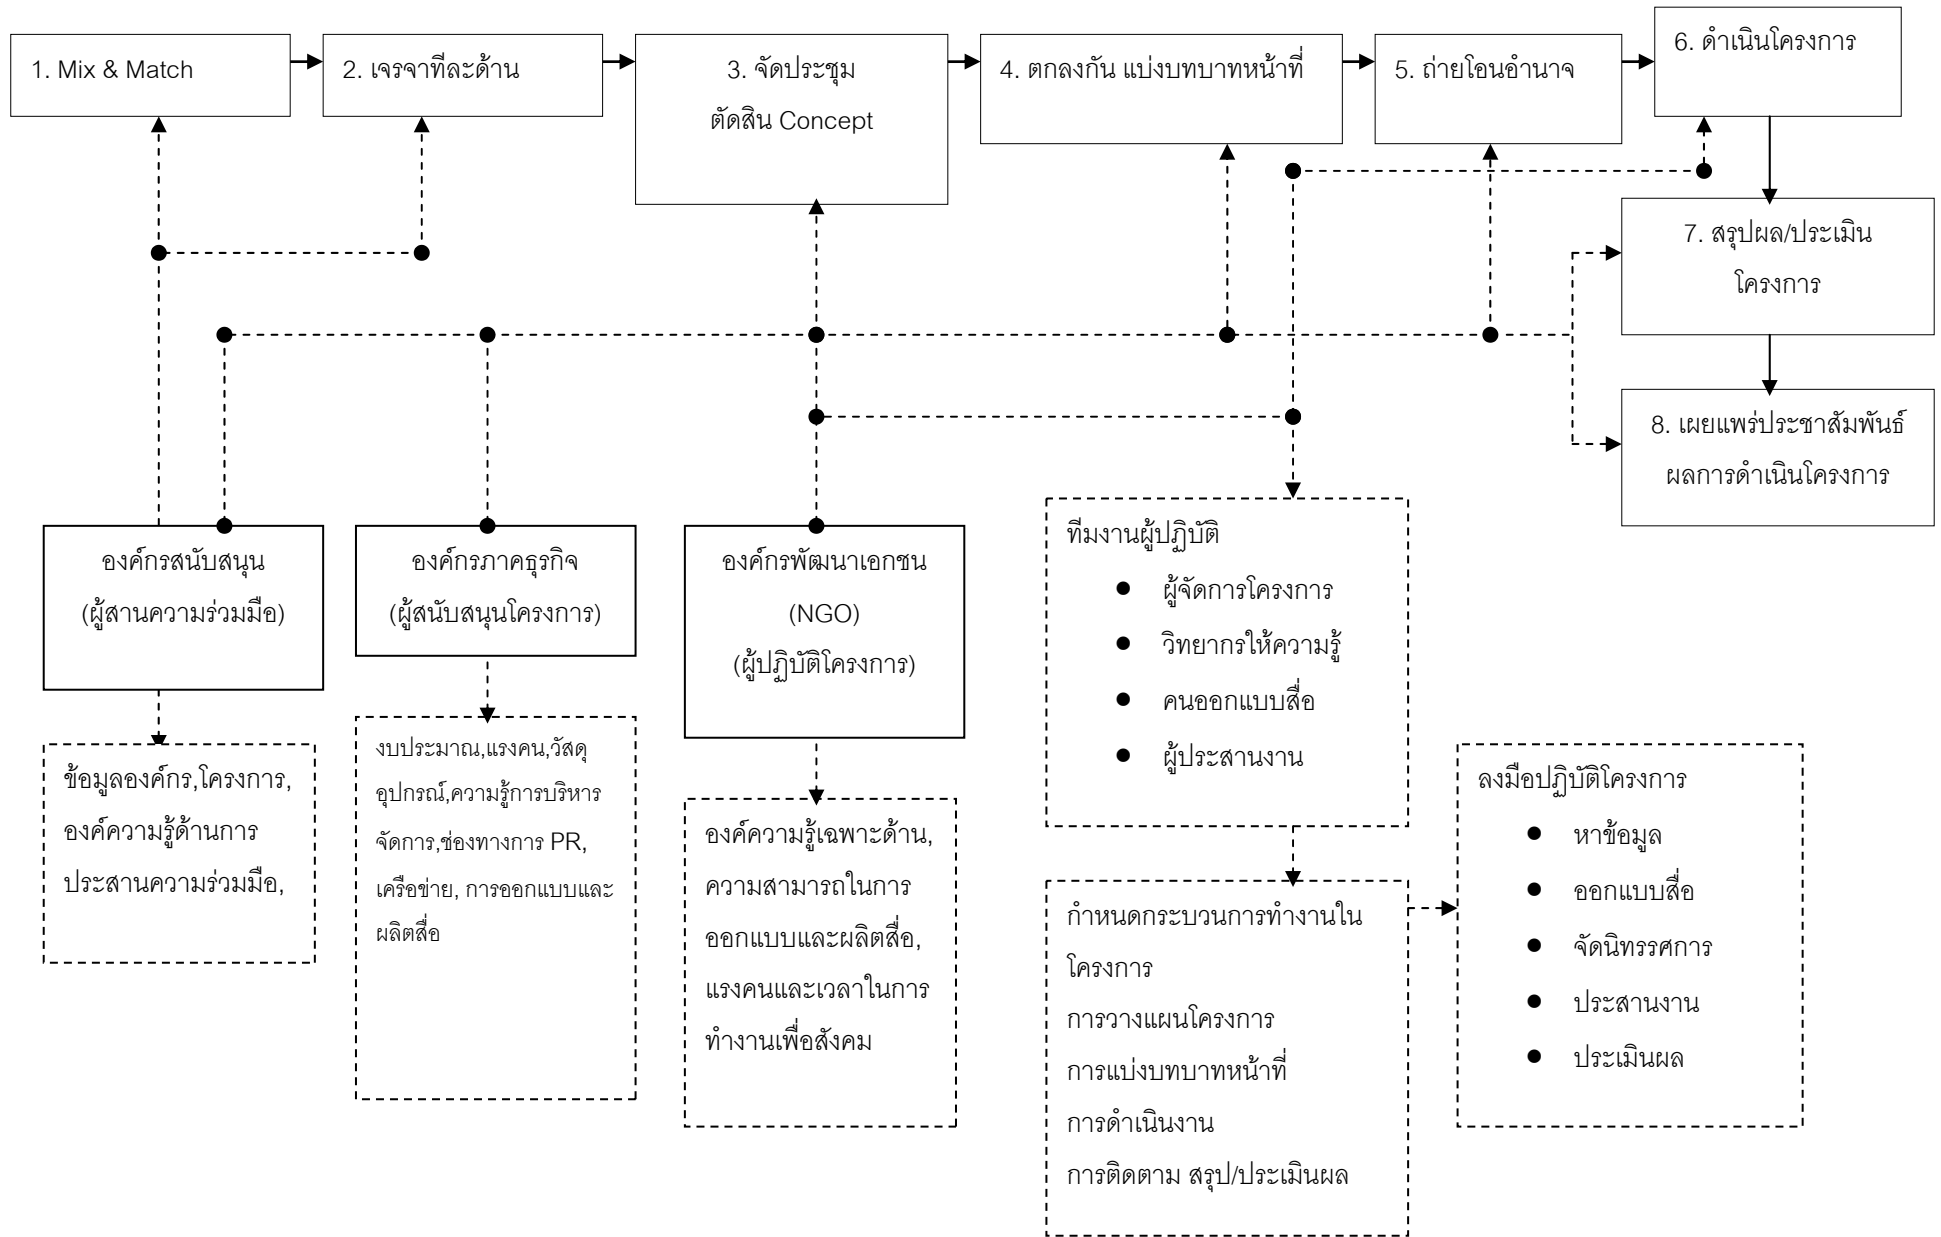 1. Mix & Match
2. เจรจาทีละด้าน
3. จัดประชุม
ตัดสิน Concept
4. ตกลงกัน แบ่งบทบาทหน้าที่
5. ถ่ายโอนอำนาจ
6. ดำเนินโครงการ
7. สรุปผล/ประเมิน
โครงการ
8. เผยแพร่ประชาสัมพันธ์
ผลการดำเนินโครงการ
องค์กรสนับสนุน
(ผู้สานความร่วมมือ)
องค์กรภาคธุรกิจ
(ผู้สนับสนุนโครงการ)
องค์กรพัฒนาเอกชน
(NGO)
(ผู้ปฏิบัติโครงการ)
ทีมงานผู้ปฏิบัติ
● ผู้จัดการโครงการ
● วิทยากรให้ความรู้
● คนออกแบบสื่อ
● ผู้ประสานงาน
ข้อมูลองค์กร,โครงการ,
องค์ความรู้ด้านการ
ประสานความร่วมมือ,
งบประมาณ,แรงคน,วัสดุ
อุปกรณ์,ความรู้การบริหาร
จัดการ,ช่องทางการ PR,
เครือข่าย, การออกแบบและ
ผลิตสื่อ
องค์ความรู้เฉพาะด้าน,
ความสามารถในการ
ออกแบบและผลิตสื่อ,
แรงคนและเวลาในการ
ทำงานเพื่อสังคม
กำหนดกระบวนการทำงานใน
โครงการ
การวางแผนโครงการ
การแบ่งบทบาทหน้าที่
การดำเนินงาน
การติดตาม สรุป/ประเมินผล
ลงมือปฏิบัติโครงการ
● หาข้อมูล
● ออกแบบสื่อ
● จัดนิทรรศการ
● ประสานงาน
● ประเมินผล